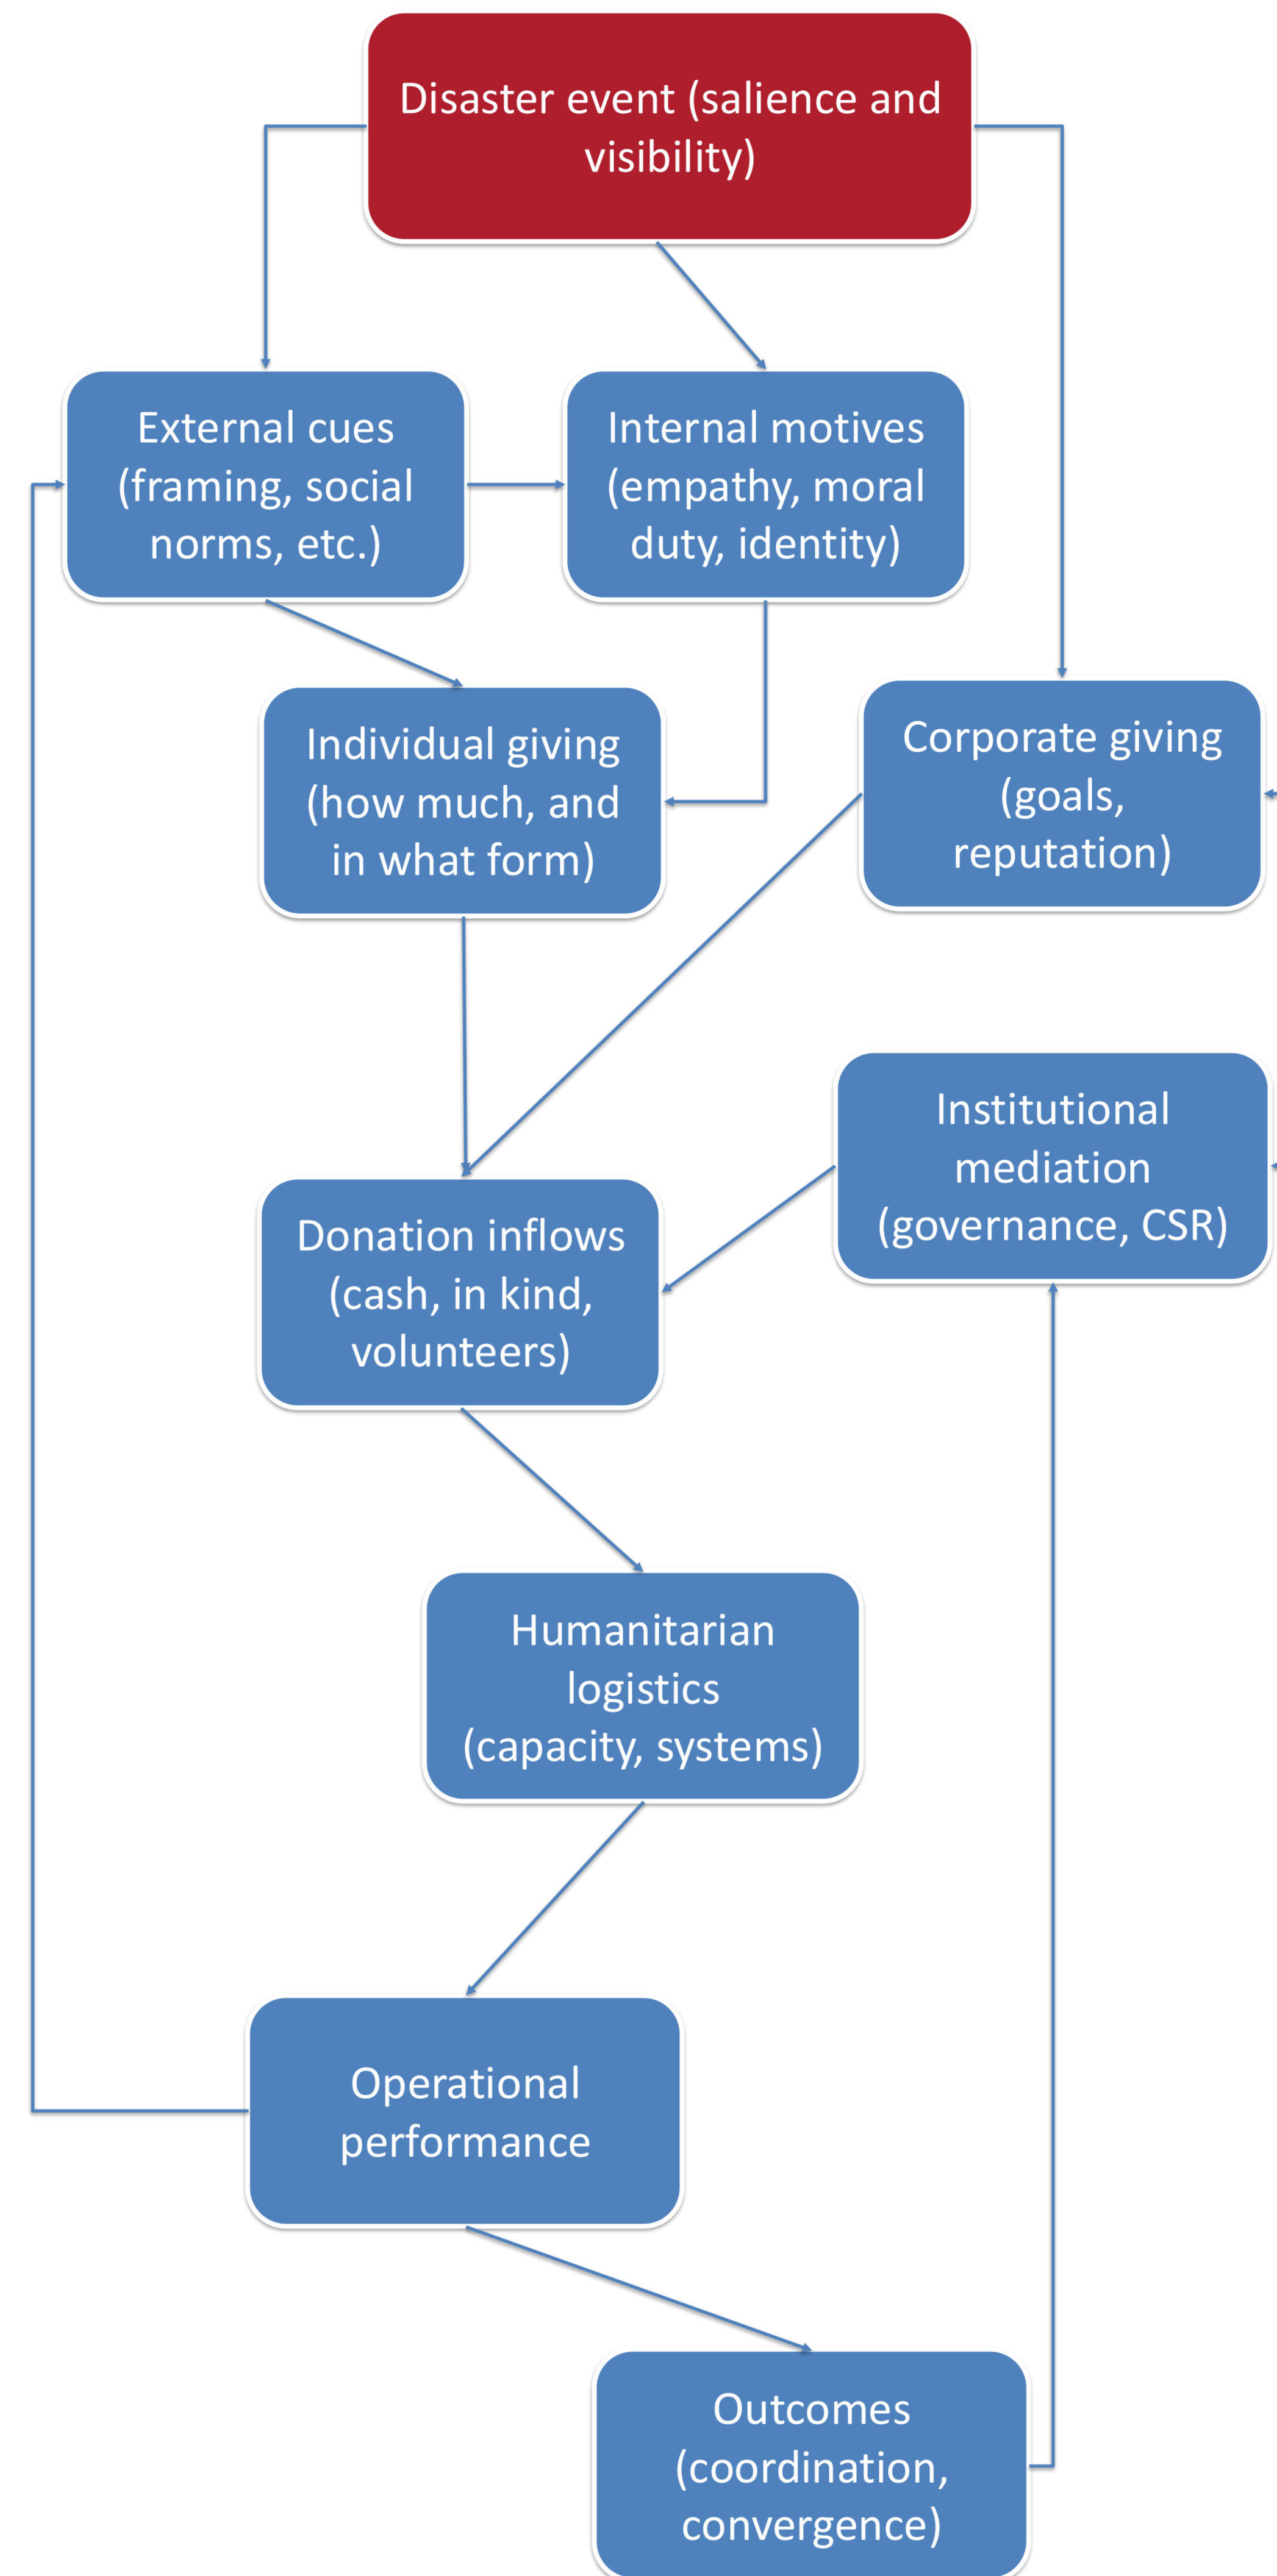 Disaster event (salience and
visibility)
External cues
(framing, social
norms, etc.)
Internal motives
(empathy, moral
duty, identity)
Individual giving
(how much, and
in what form)
Corporate giving
(goals,
reputation)
Institutional
mediation
(governance, CSR)
Donation inflows
(cash, in kind,
volunteers)
Humanitarian
logistics
(capacity, systems)
Operational
performance
Outcomes
(coordination,
convergence)